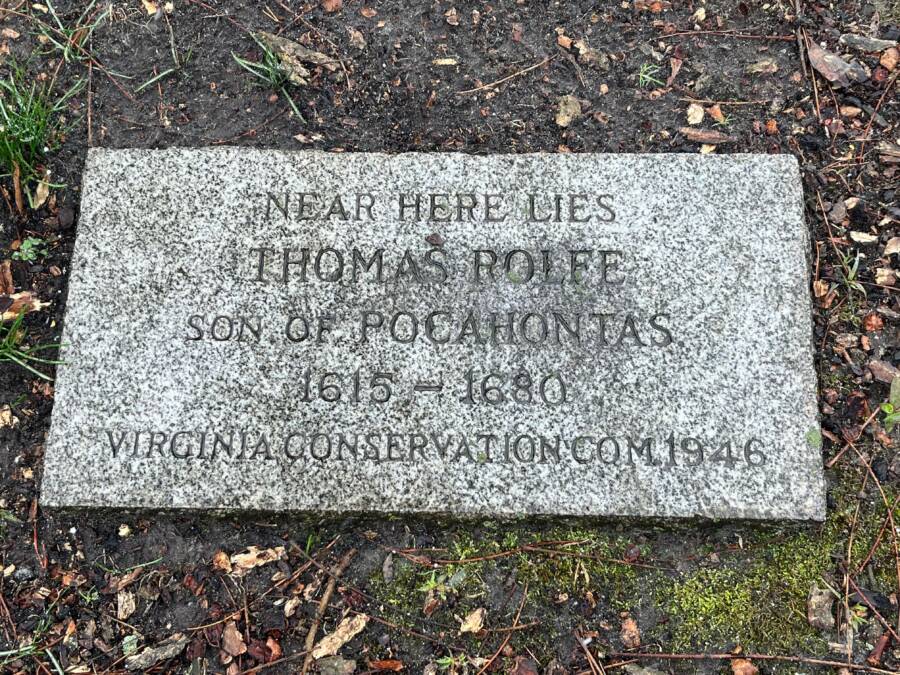 NEAR HERE LIES
THOMAS ROLFE
SON OF POCAHONTAS
1615 - 1680
VIRGINIA CONSERVATION COM. 1946